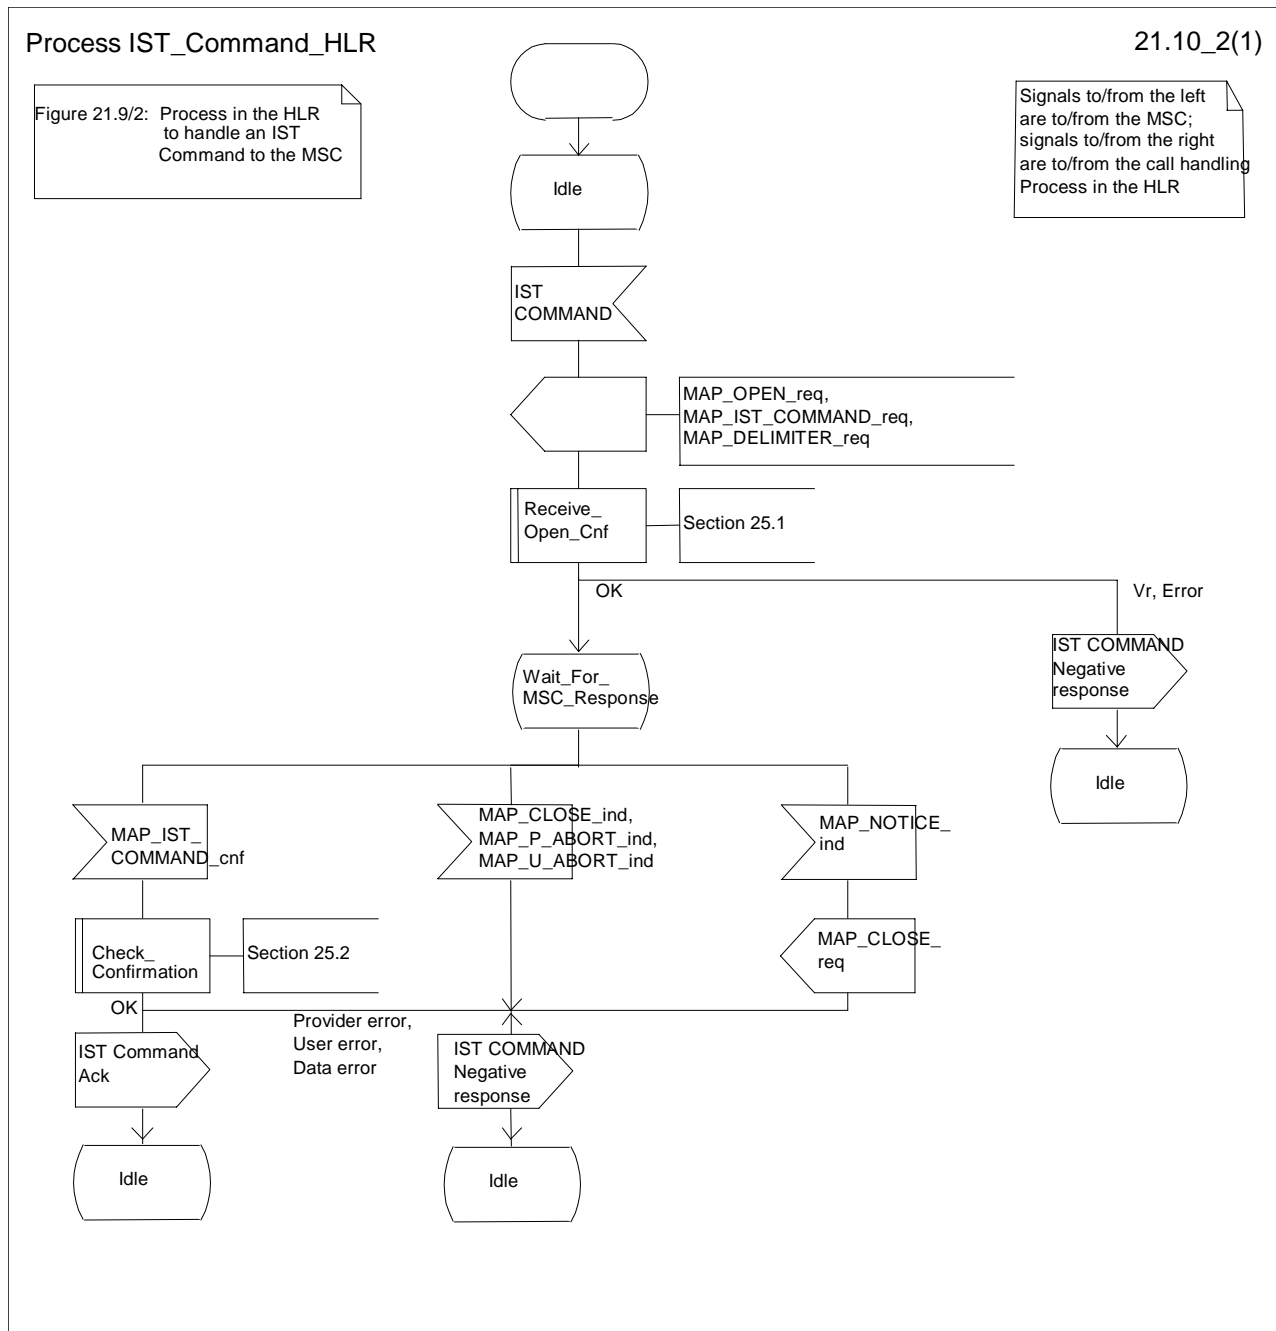 Process IST_Command_HLR
21.10_2(1)
Figure 21.9/2: Process in the HLR
to handle an IST
Command to the MSC
Signals to/from the left
are to/from the MSC;
signals to/from the right
are to/from the call handling
Process in the HLR
Idle
IST
COMMAND
MAP_OPEN_req,
MAP_IST_COMMAND_req,
MAP_DELIMITER_req
Receive_
Open_Cnf
Section 25.1
OK
Vr, Error
IST COMMAND
Negative
response
Wait_For_
MSC_Response
Idle
MAP_IST_
COMMAND_cnf
MAP_CLOSE_ind,
MAP_P_ABORT_ind,
MAP_U_ABORT_ind
MAP_NOTICE_
ind
Check_
Confirmation
Section 25.2
MAP_CLOSE_
req
OK
Provider error,
User error,
Data error
IST Command
Ack
IST COMMAND
Negative
response
Idle
Idle